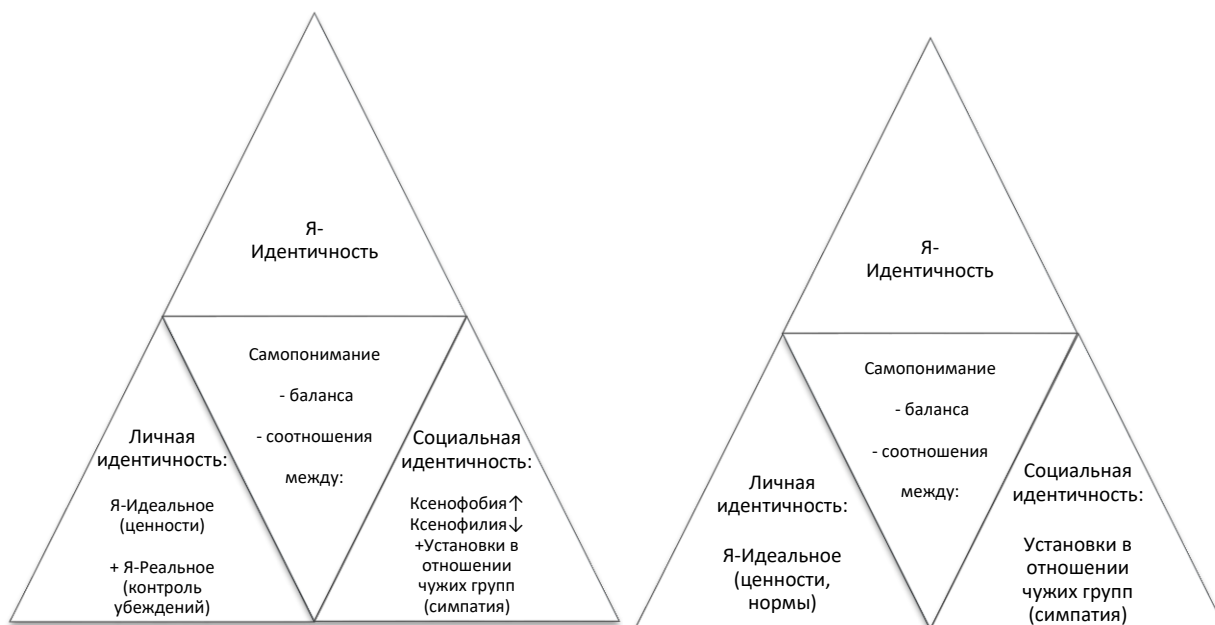 Я-
Идентичность
Самопонимание
- баланса
- соотношения
между:
Личная
идентичность:
Я-Идеальное
(ценности)
+ Я-Реальное
(контроль
убеждений)
Социальная
идентичность:
Ксенофобия↑
Ксенофилия↓
+Установки в
отношении
чужих групп
(симпатия)
Я-
Идентичность
Самопонимание
- баланса
- соотношения
между:
Личная
идентичность:
Я-Идеальное
(ценности,
нормы)
Социальная
идентичность:
Установки в
отношении
чужих групп
(симпатия)